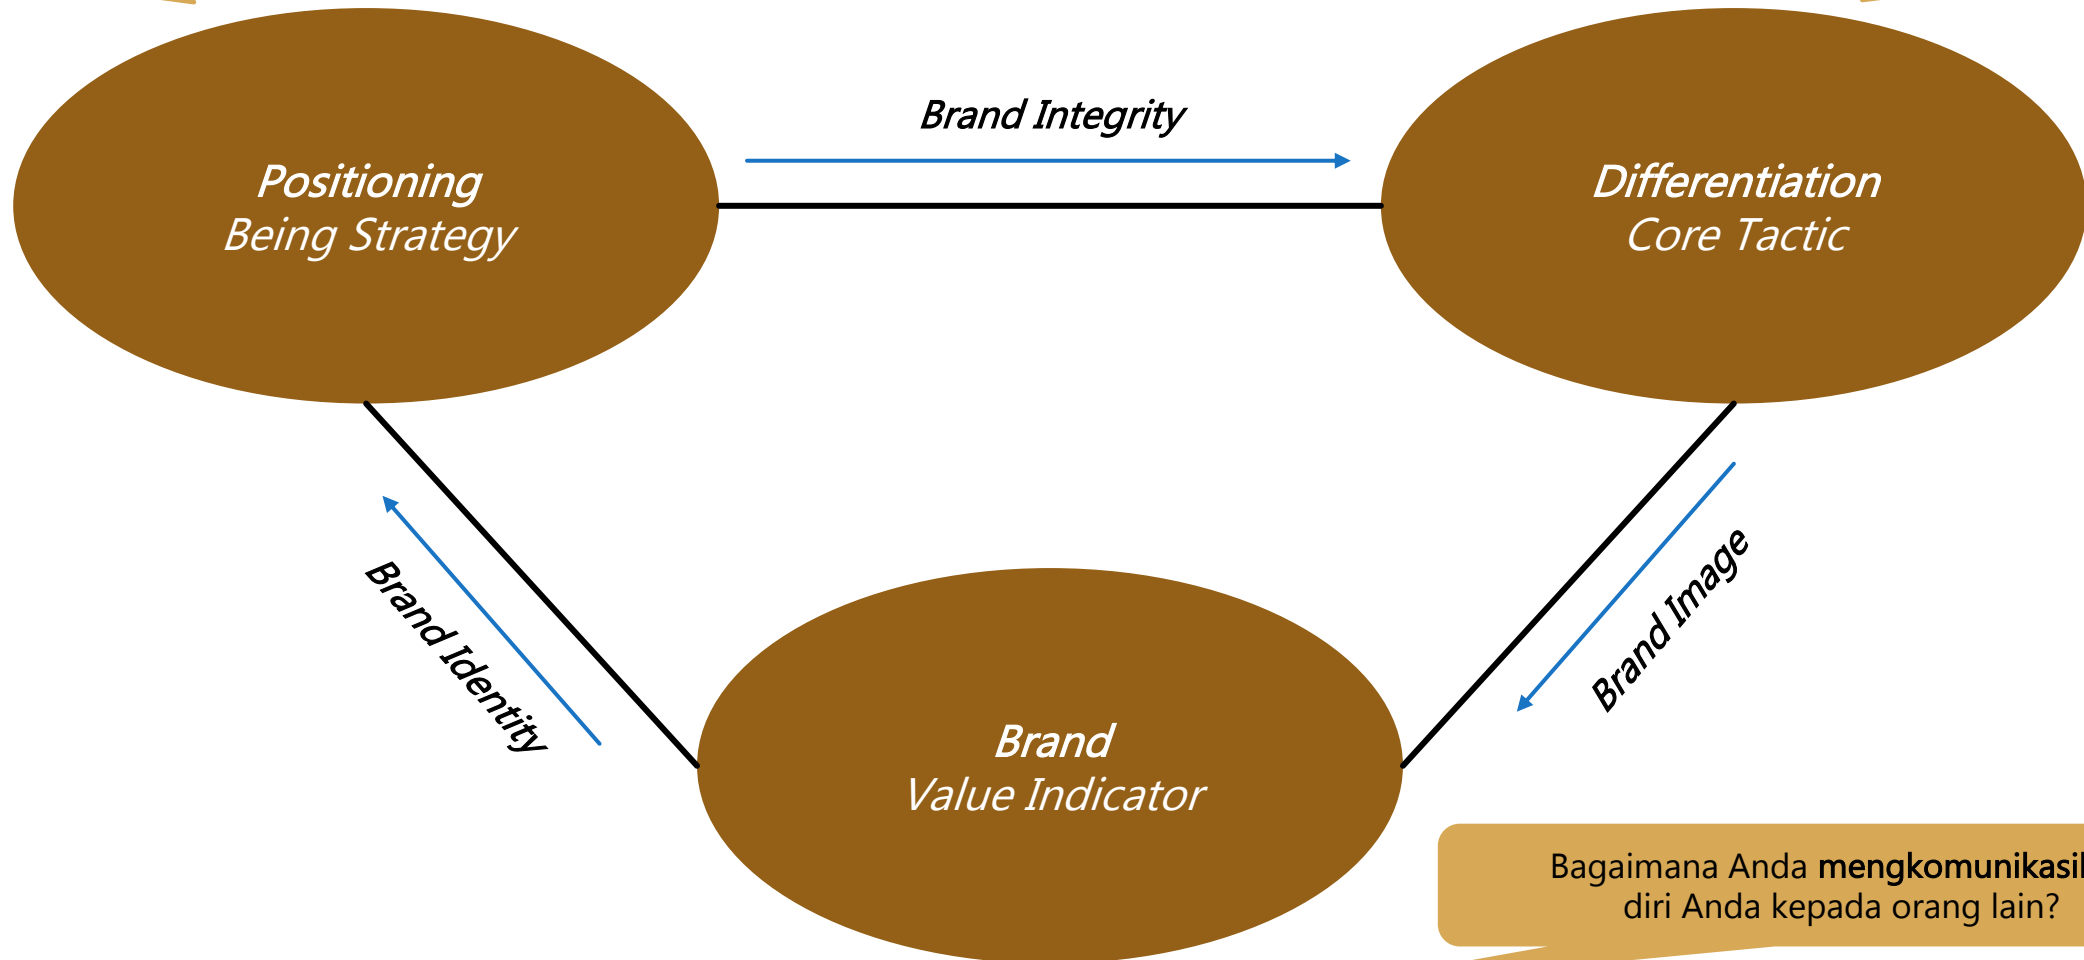 Brand Integrity
Positioning
Being Strategy
Differentiation
Core Tactic
Brand Identity
Brand Image
Brand
Value Indicator
Bagaimana Anda
diri Anda kepada orang lain?